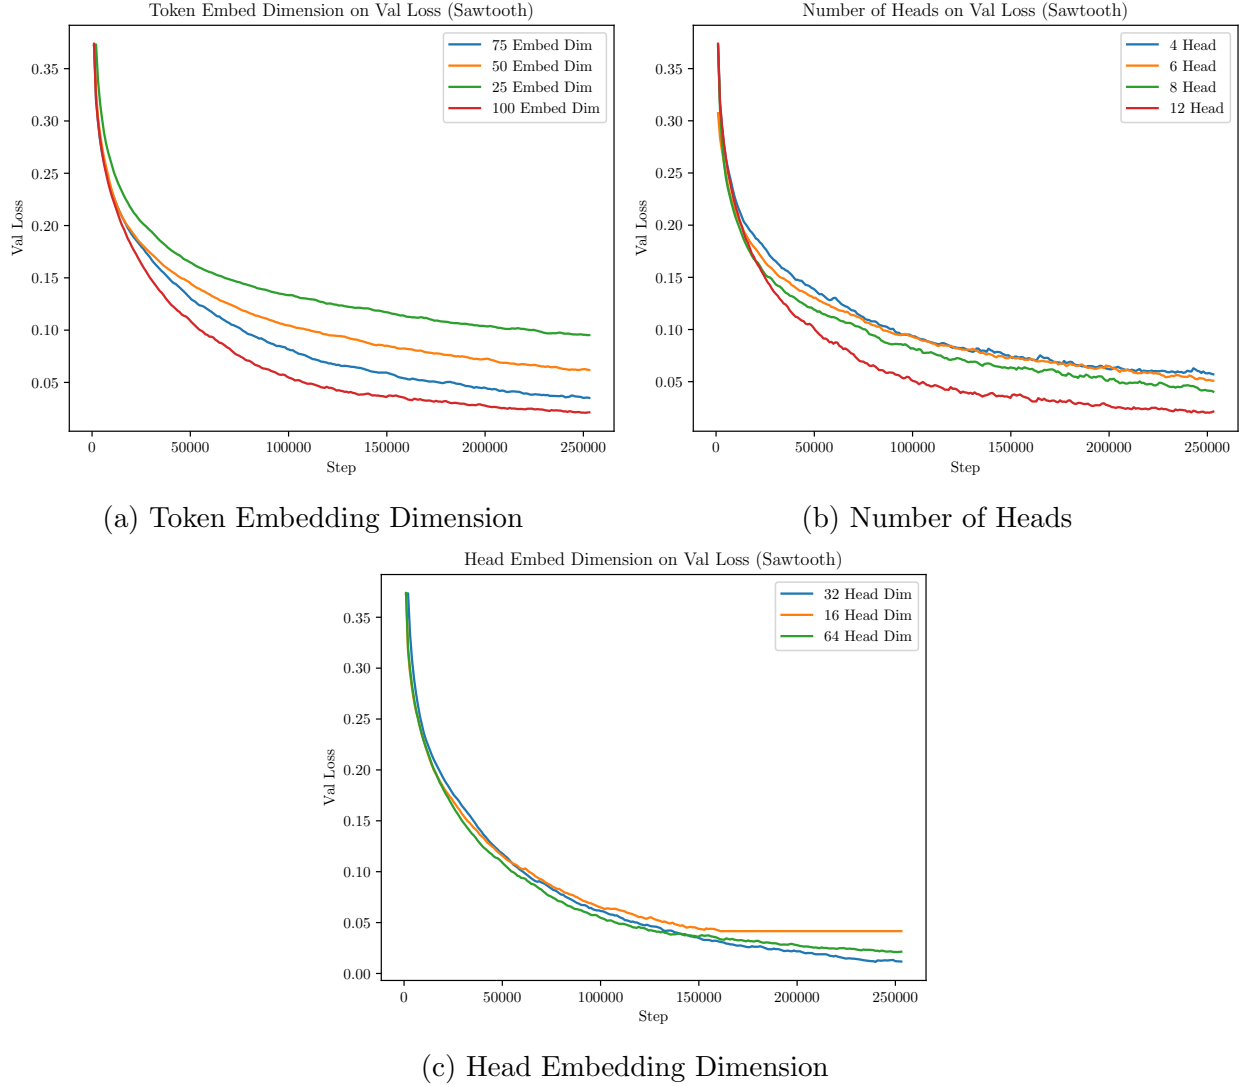 Token Embed Dimension on Val Loss (Sawtooth)
75 Embed Dim
50 Embed Dim
25 Embed Dim
100 Embed Dim
0.35
0.30
0.25
0.20
0.15
0.10
0.05
Val Loss
0 50000 100000 150000 200000 250000
Step
(a) Token Embedding Dimension
Number of Heads on Val Loss (Sawtooth)
4 Head
6 Head
8 Head
12 Head
0.35
0.30
0.25
0.20
0.15
0.10
0.05
Val Loss
0 50000 100000 150000 200000 250000
Step
(b) Number of Heads
Head Embed Dimension on Val Loss (Sawtooth)
32 Head Dim
16 Head Dim
64 Head Dim
0.35
0.30
0.25
0.20
0.15
0.10
0.05
0.00
Val Loss
0 50000 100000 150000 200000 250000
Step
(c) Head Embedding Dimension